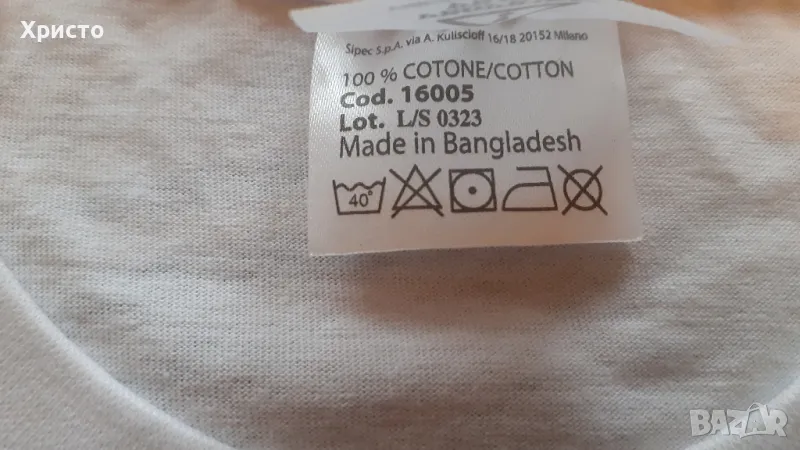 Христо
Sipec S.p.A. via A. Kuliscioff 16/18 20152 Milano
100 % COTONE/COTTON
Cod. 16005
Lot. L/S 0323
Made in Bangladesh
40°
BAZAR